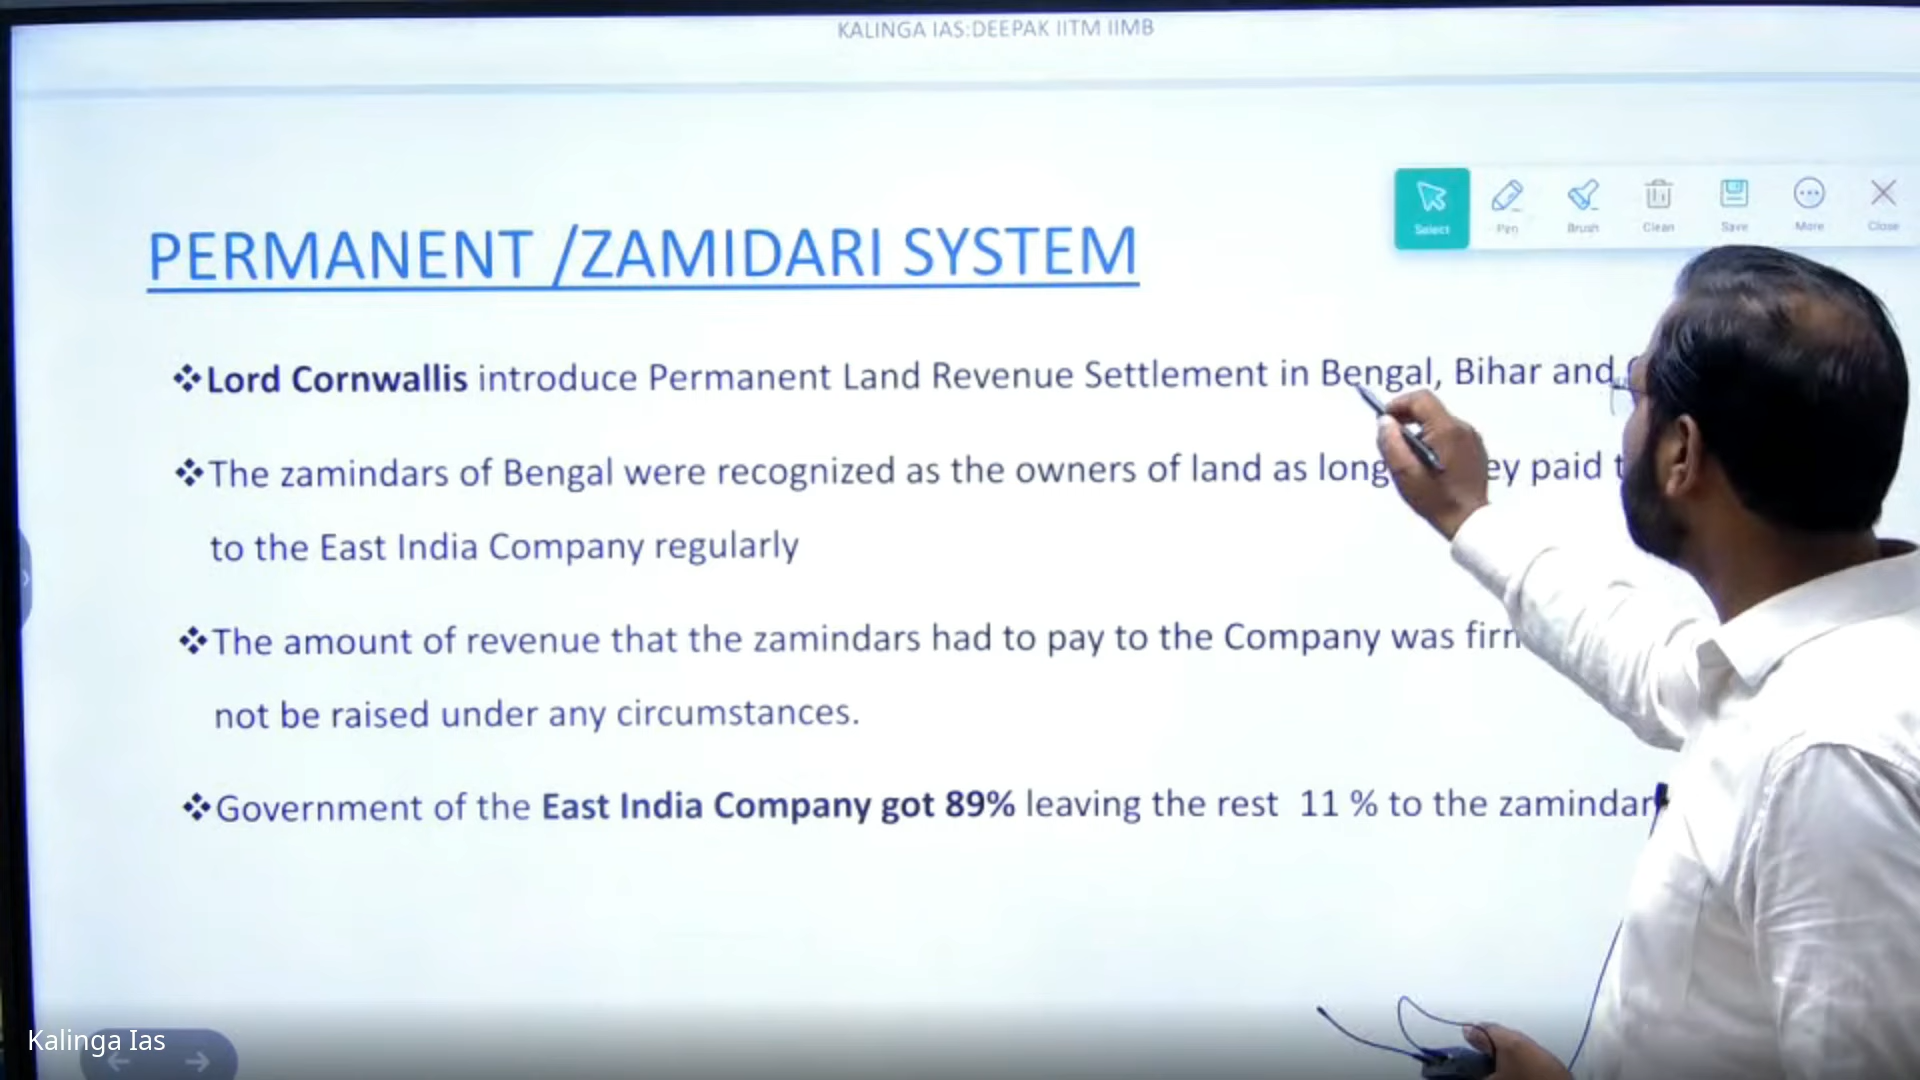 KALINGA IAS:DEEPAK IITM IIMB
Select Pen Brush Clean Save More Close
PERMANENT /ZAMIDARI SYSTEM
❖Lord Cornwallis introduce Permanent Land Revenue Settlement in Bengal, Bihar and
❖The zamindars of Bengal were recognized as the owners of land as long paid
to the East India Company regularly
❖The amount of revenue that the zamindars had to pay to the Company was
not be raised under any circumstances.
❖Government of the East India Company got 89% leaving the rest 11 % to the zamindar
Kalinga Ias